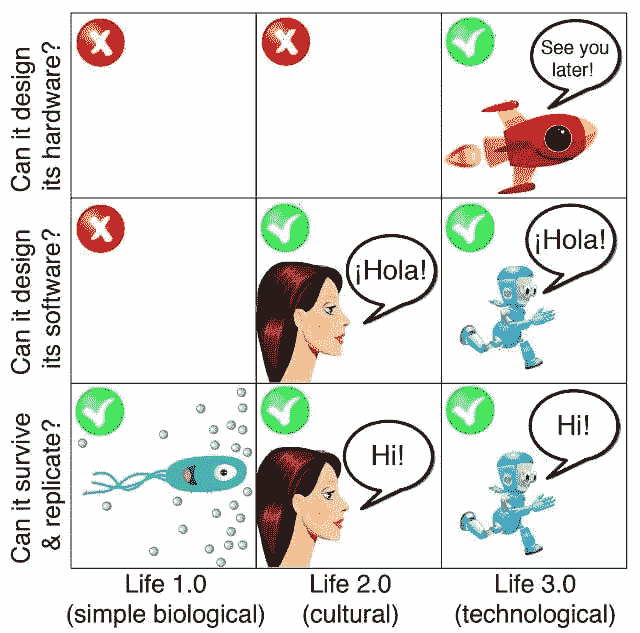 Can it design
its hardware?
See you
later!
Can it design
its software?
¡Hola!
¡Hola!
Can it survive
& replicate?
Hi!
Hi!
Life 1.0
(simple biological)
Life 2.0
(cultural)
Life 3.0
(technological)